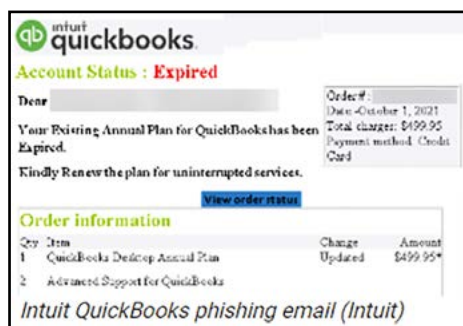 qb
intuit
quickbooks.
Account Status : Expired
Dear
Order#:
Date -October 1, 2021
Total charge: $499.95
Payment method: Credit
Card
Your Existing Annual Plan for QuickBooks has been
Expired.
Kindly Renew the plan for uninterrupted services.
View order status
Order information
Qty Item Change Amount
1 QuickBooks Desktop Annual Plan Updated $499.95*
2 Advanced Support for QuickBooks
Intuit QuickBooks phishing email (Intuit)